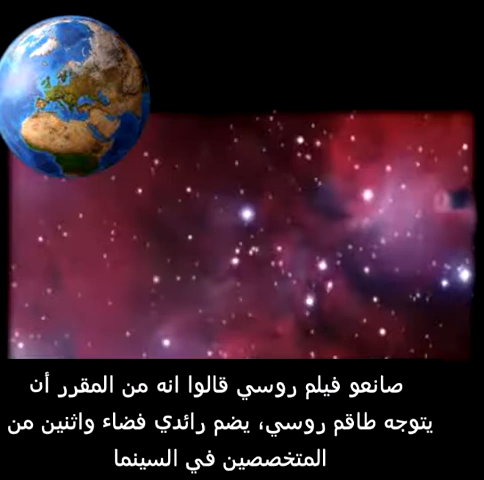 صانعو فيلم روسي قالوا انه من المقرر أن
يتوجه طاقم روسي، يضم رائدي فضاء واثنين من
المتخصصين في السينما